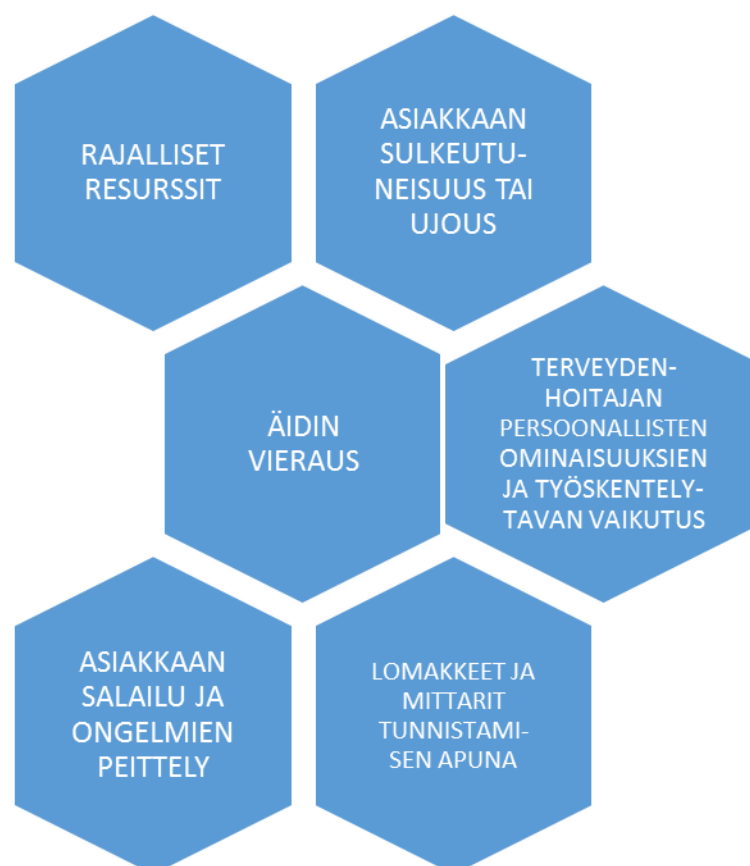 RAJALLISET
RESURSSIT
ASIAKKAAN
SULKEUTU-
NEISUUS TAI
UJOUS
ÄIDIN
VIERAUS
TERVEYDEN-
HOITAJAN
PERSOONALLISTEN
OMINAISUUKSIEN
JA TYÖSKENTELY-
TAVAN VAIKUTUS
ASIAKKAAN
SALAILU JA
ONGELMIEN
PEITTELY
LOMAKKEET JA
MITTARIT
TUNNISTAMI-
SEN APUNA